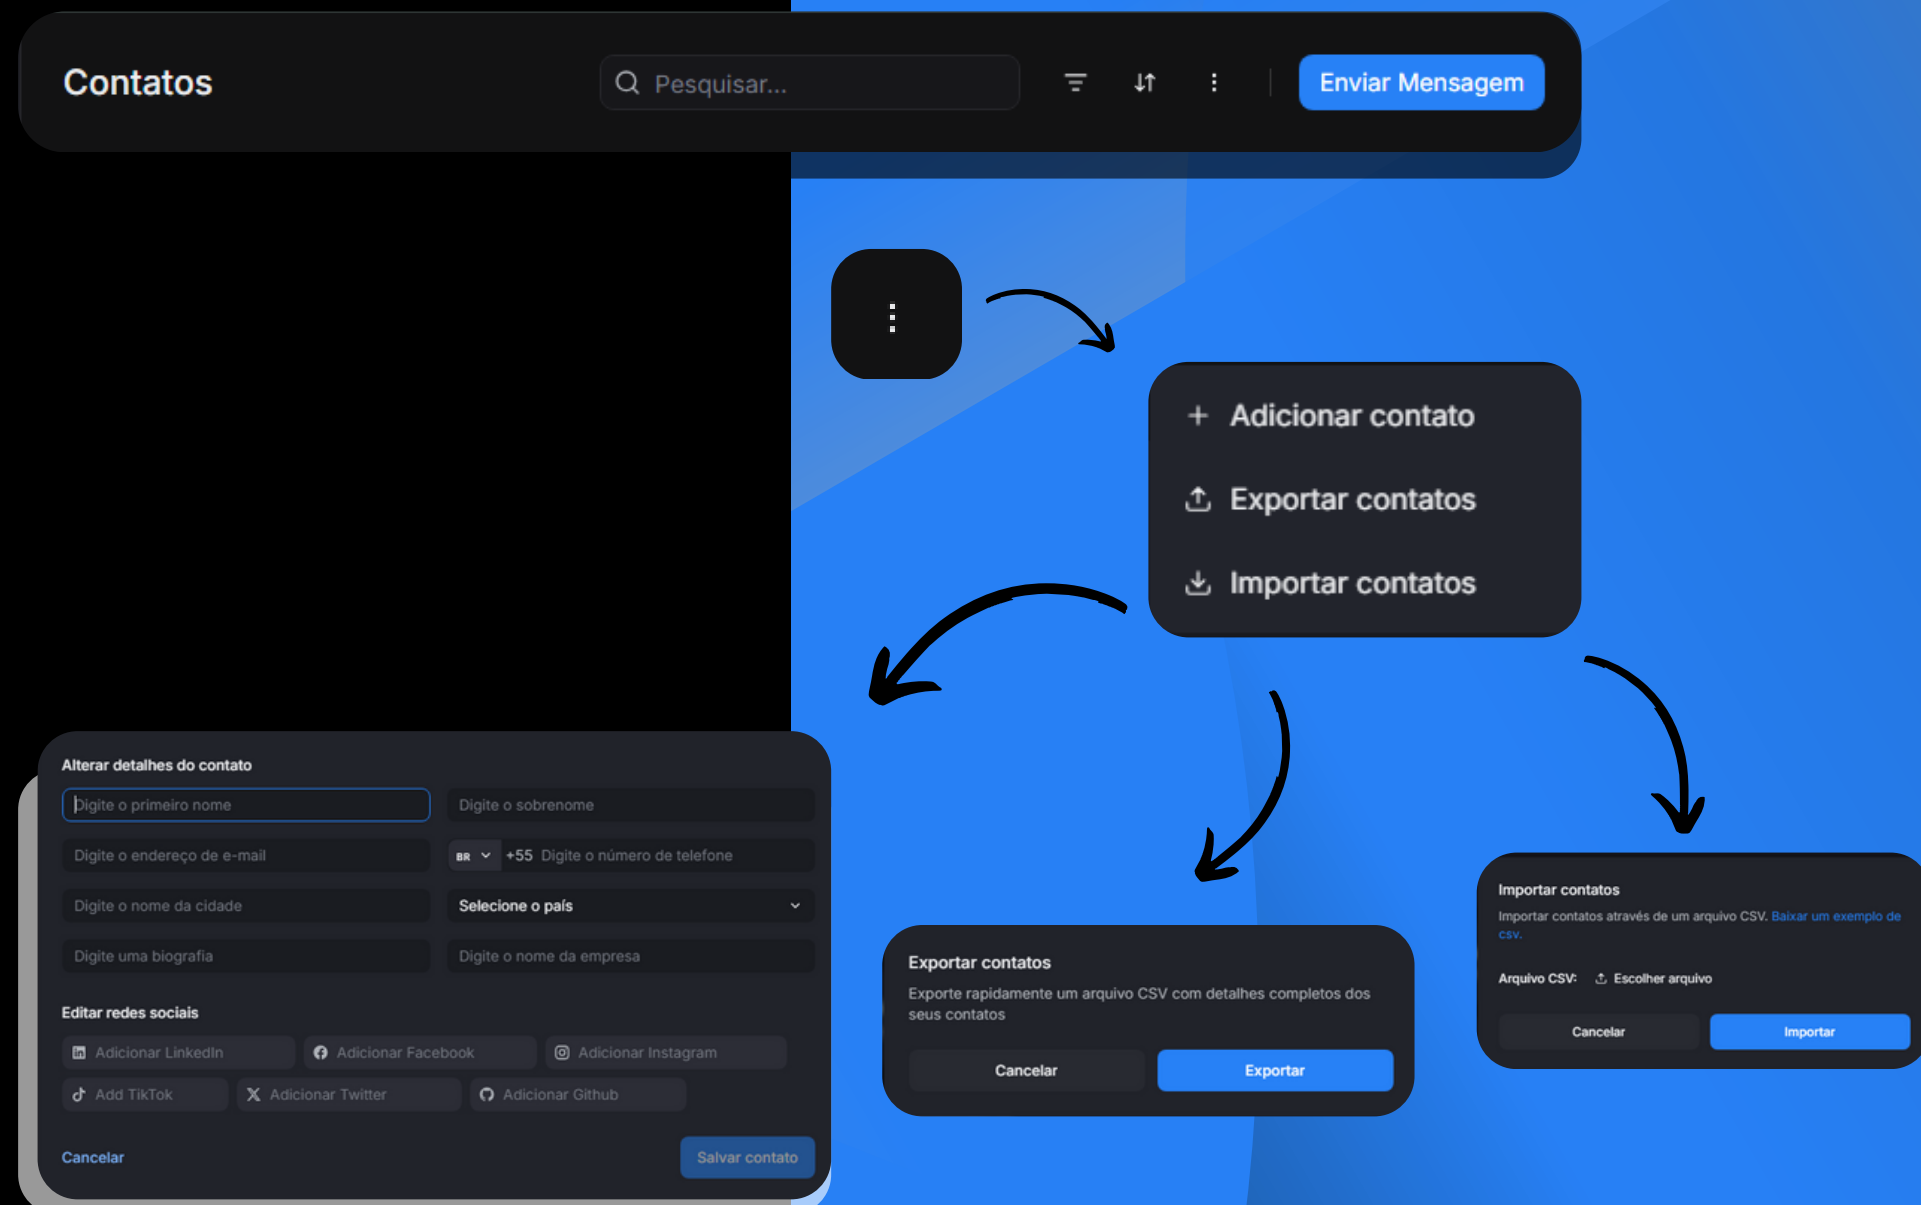 Contatos
Pesquisar...
Enviar Mensagem
Adicionar contato
Exportar contatos
Importar contatos
Alterar detalhes do contato
Digite o primeiro nome
Digite o sobrenome
Digite o endereço de e-mail
BR +55 Digite o número de telefone
Digite o nome da cidade
Selecione o país
Digite uma biografia
Digite o nome da empresa
Editar redes sociais
Adicionar LinkedIn
Adicionar Facebook
Adicionar Instagram
Add TikTok
Adicionar Twitter
Adicionar Github
Cancelar
Salvar contato
Exportar contatos
Exporte rapidamente um arquivo CSV com detalhes completos dos
seus contatos
Cancelar
Exportar
Importar contatos
Importar contatos através de um arquivo CSV. Baixar um exemplo de
csv.
Arquivo CSV: Escolher arquivo
Cancelar
Importar